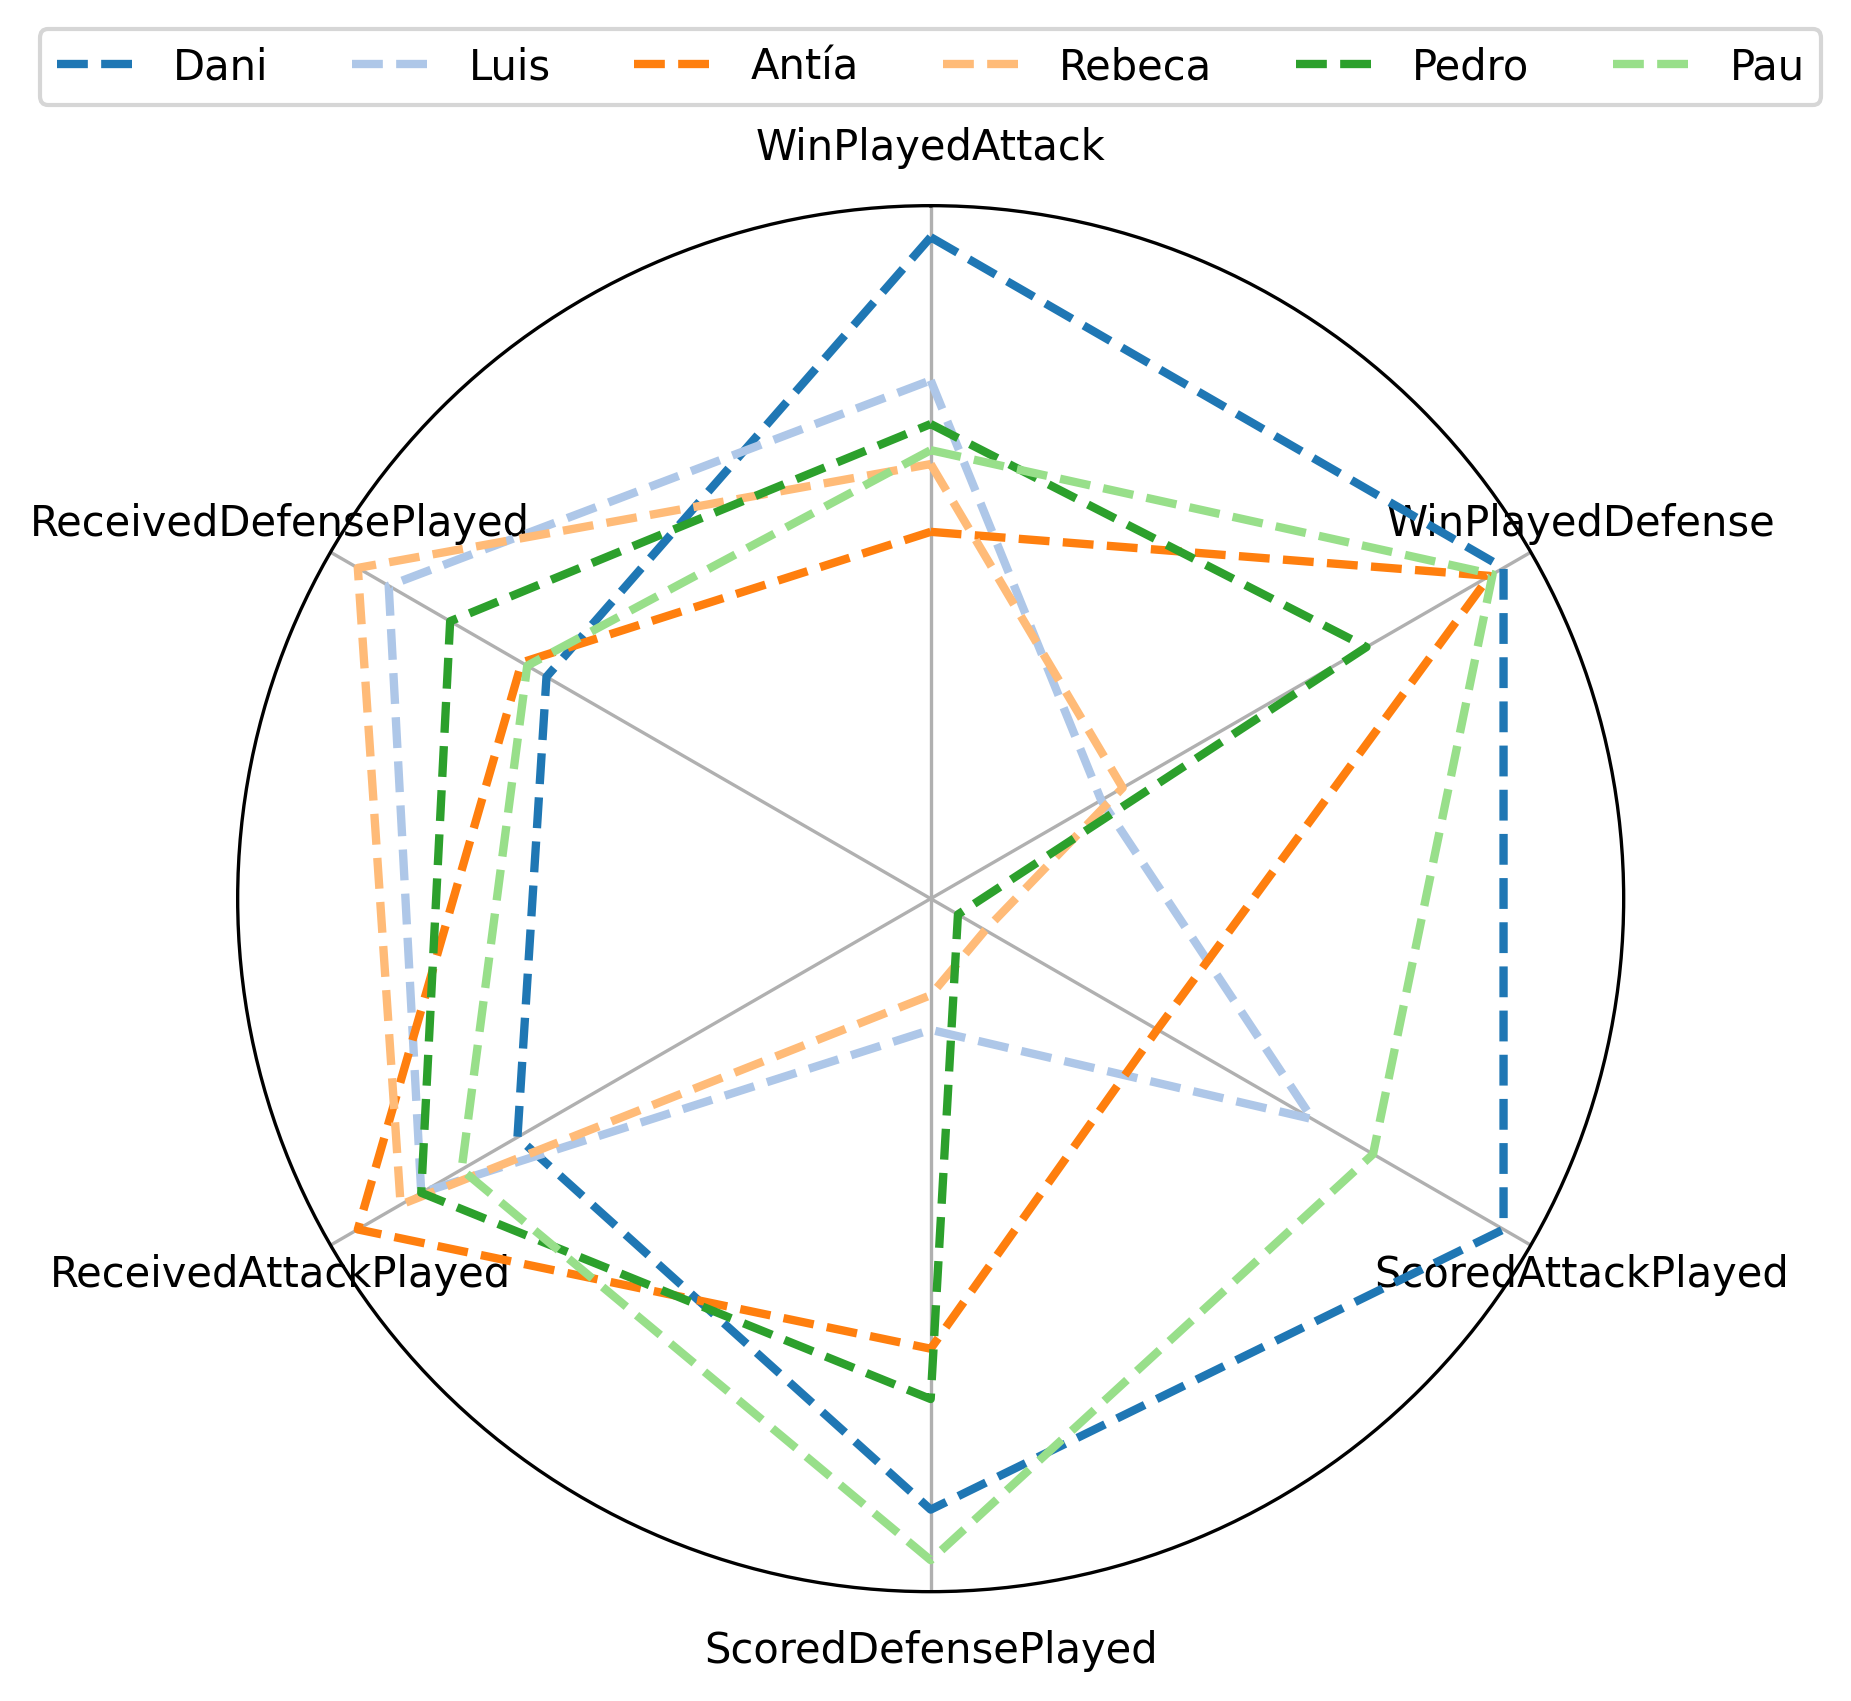 Dani Luis Antía Rebeca Pedro Pau
WinPlayedAttack
ReceivedDefensePlayed WinPlayedDefense
ReceivedAttackPlayed ScoredAttackPlayed
ScoredDefensePlayed